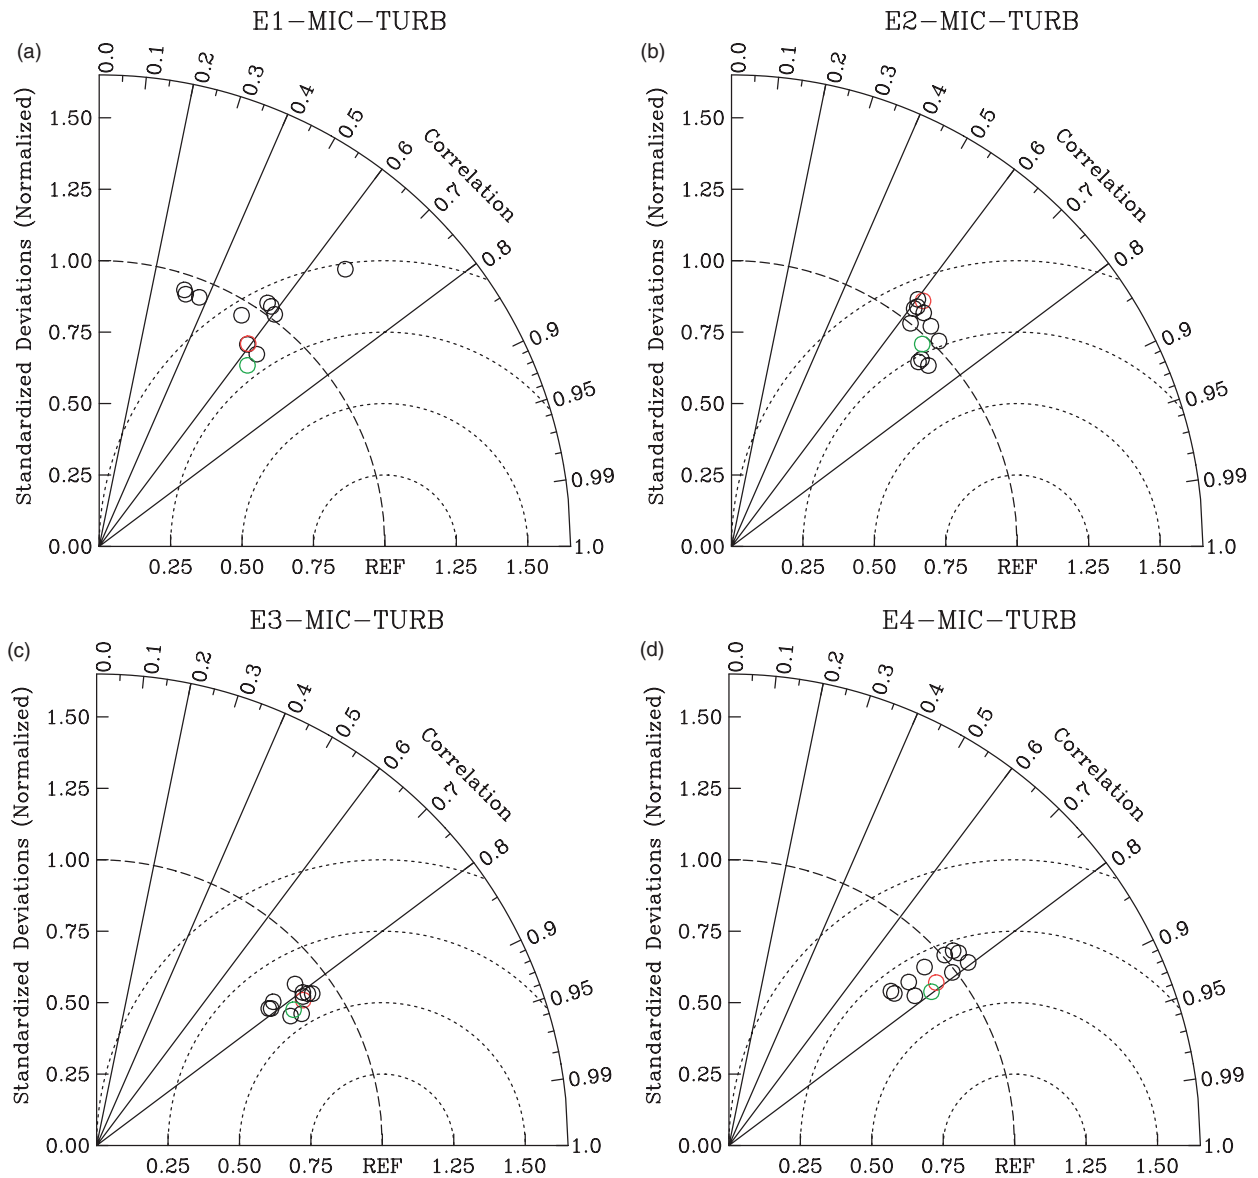 E1-MIC-TURB
(a)
0.0 0.1 0.2 0.3 0.4 0.5 0.6 0.7 0.8 0.9 0.95 0.99 1.0
Correlation
Standardized Deviations (Normalized)
1.50
1.25
1.00
0.75
0.50
0.25
0.00
0.25 0.50 0.75 REF 1.25 1.50
E2-MIC-TURB
(b)
0.0 0.1 0.2 0.3 0.4 0.5 0.6 0.7 0.8 0.9 0.95 0.99 1.0
Correlation
Standardized Deviations (Normalized)
1.50
1.25
1.00
0.75
0.50
0.25
0.00
0.25 0.50 0.75 REF 1.25 1.50
E3-MIC-TURB
(c)
0.0 0.1 0.2 0.3 0.4 0.5 0.6 0.7 0.8 0.9 0.95 0.99 1.0
Correlation
Standardized Deviations (Normalized)
1.50
1.25
1.00
0.75
0.50
0.25
0.00
0.25 0.50 0.75 REF 1.25 1.50
E4-MIC-TURB
(d)
0.0 0.1 0.2 0.3 0.4 0.5 0.6 0.7 0.8 0.9 0.95 0.99 1.0
Correlation
Standardized Deviations (Normalized)
1.50
1.25
1.00
0.75
0.50
0.25
0.00
0.25 0.50 0.75 REF 1.25 1.50